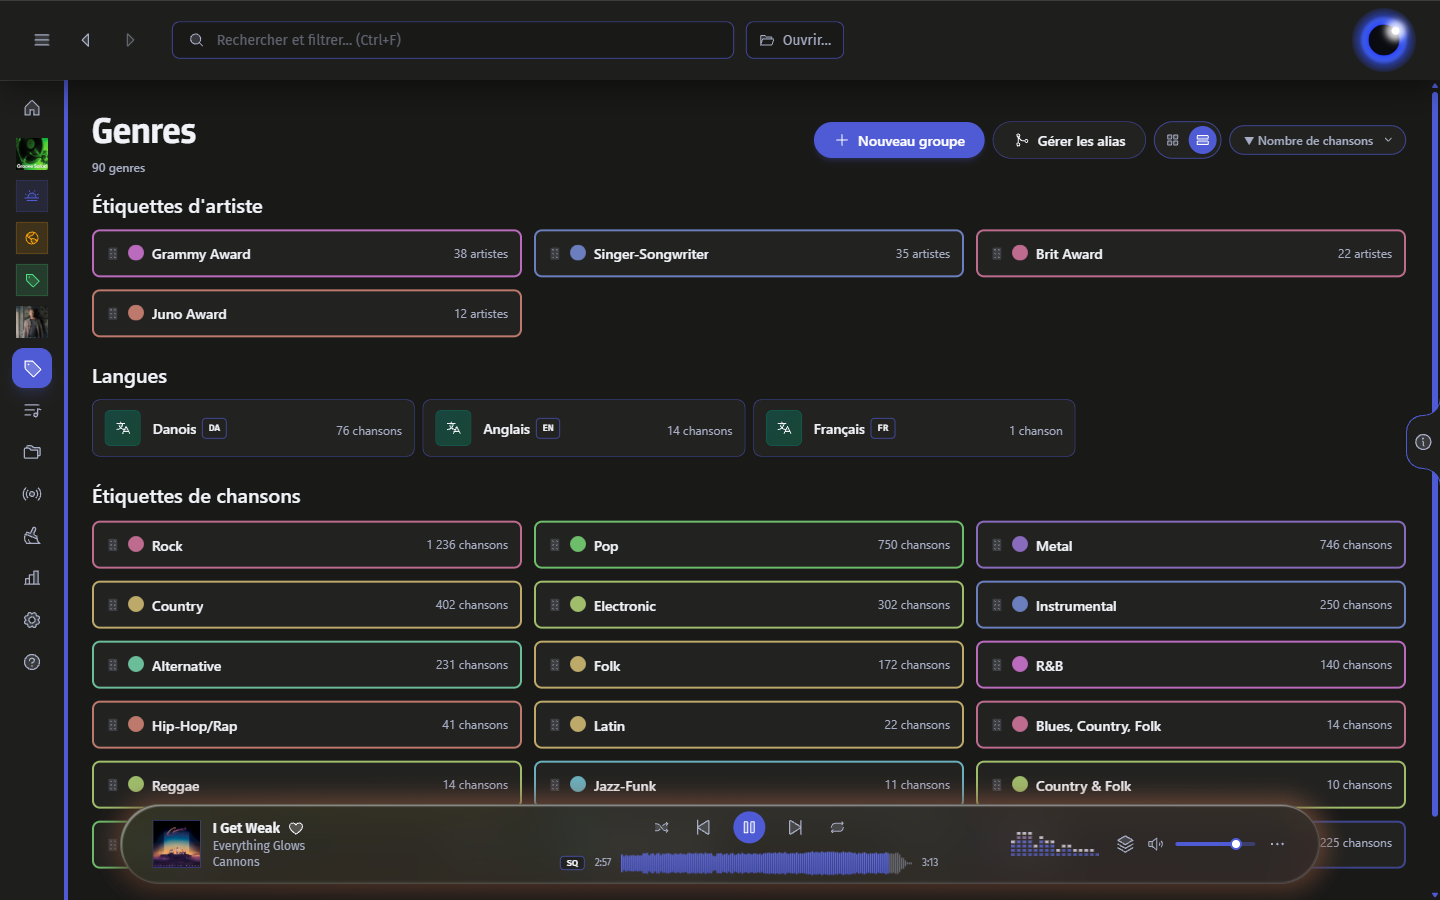 Rechercher et filtrer... (Ctrl+F)
Ouvrir...
Genres
90 genres
Nouveau groupe
Gérer les alias
▼ Nombre de chansons
Étiquettes d'artiste
Grammy Award
38 artistes
Singer-Songwriter
35 artistes
Brit Award
22 artistes
Juno Award
12 artistes
Langues
Danois DA
76 chansons
Anglais EN
14 chansons
Français FR
1 chanson
Étiquettes de chansons
Rock
1 236 chansons
Pop
750 chansons
Metal
746 chansons
Country
402 chansons
Electronic
302 chansons
Instrumental
250 chansons
Alternative
231 chansons
Folk
172 chansons
R&B
140 chansons
Hip-Hop/Rap
41 chansons
Latin
22 chansons
Blues, Country, Folk
14 chansons
Reggae
14 chansons
Jazz-Funk
11 chansons
Country & Folk
10 chansons
225 chansons
I Get Weak
Everything Glows
Cannons
SQ
2:57
3:13